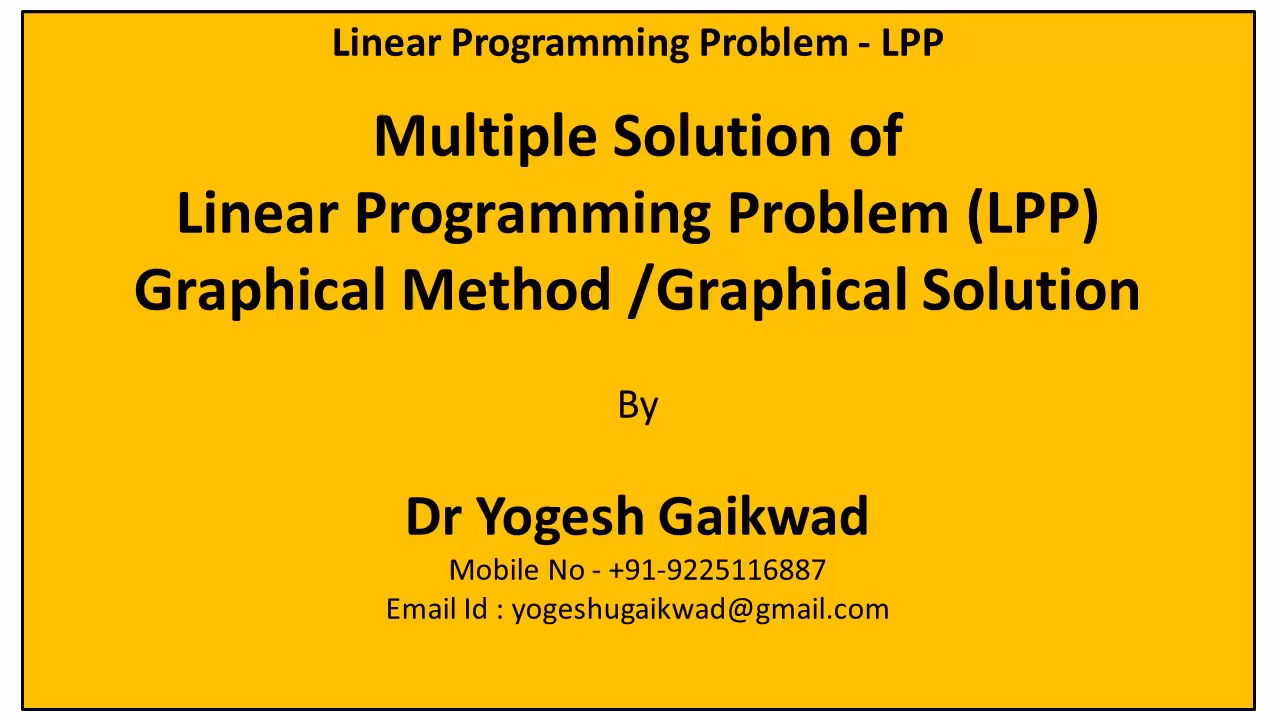 Linear Programming Problem - LPP
Multiple Solution of
Linear Programming Problem (LPP)
Graphical Method /Graphical Solution
By
Dr Yogesh Gaikwad
Mobile No - +91-9225116887
Email Id : yogeshugaikwad@gmail.com